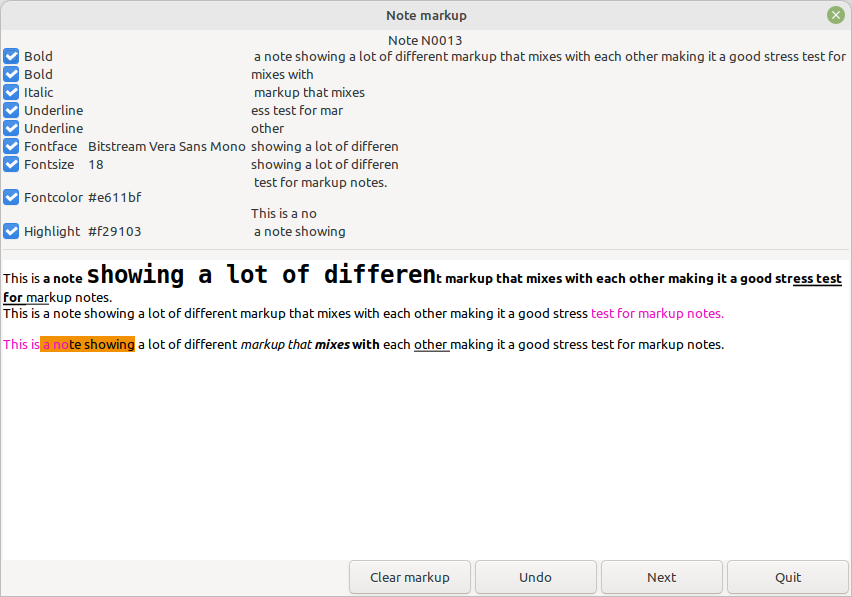 Note markup
Note N0013
Bold a note showing a lot of different markup that mixes with each other making it a good stress test for
Bold mixes with
Italic markup that mixes
Underline ess test for mar
Underline other
Fontface Bitstream Vera Sans Mono showing a lot of differen
Fontsize 18 showing a lot of differen
test for markup notes.
Fontcolor #e611bf
This is a no
Highlight #f29103 a note showing
This is a note showing a lot of different markup that mixes with each other making it a good stress test
for markup notes.
This is a note showing a lot of different markup that mixes with each other making it a good stress test for markup notes.
This is a note showing a lot of different markup that mixes with each other making it a good stress test for markup notes.
Clear markup Undo Next Quit